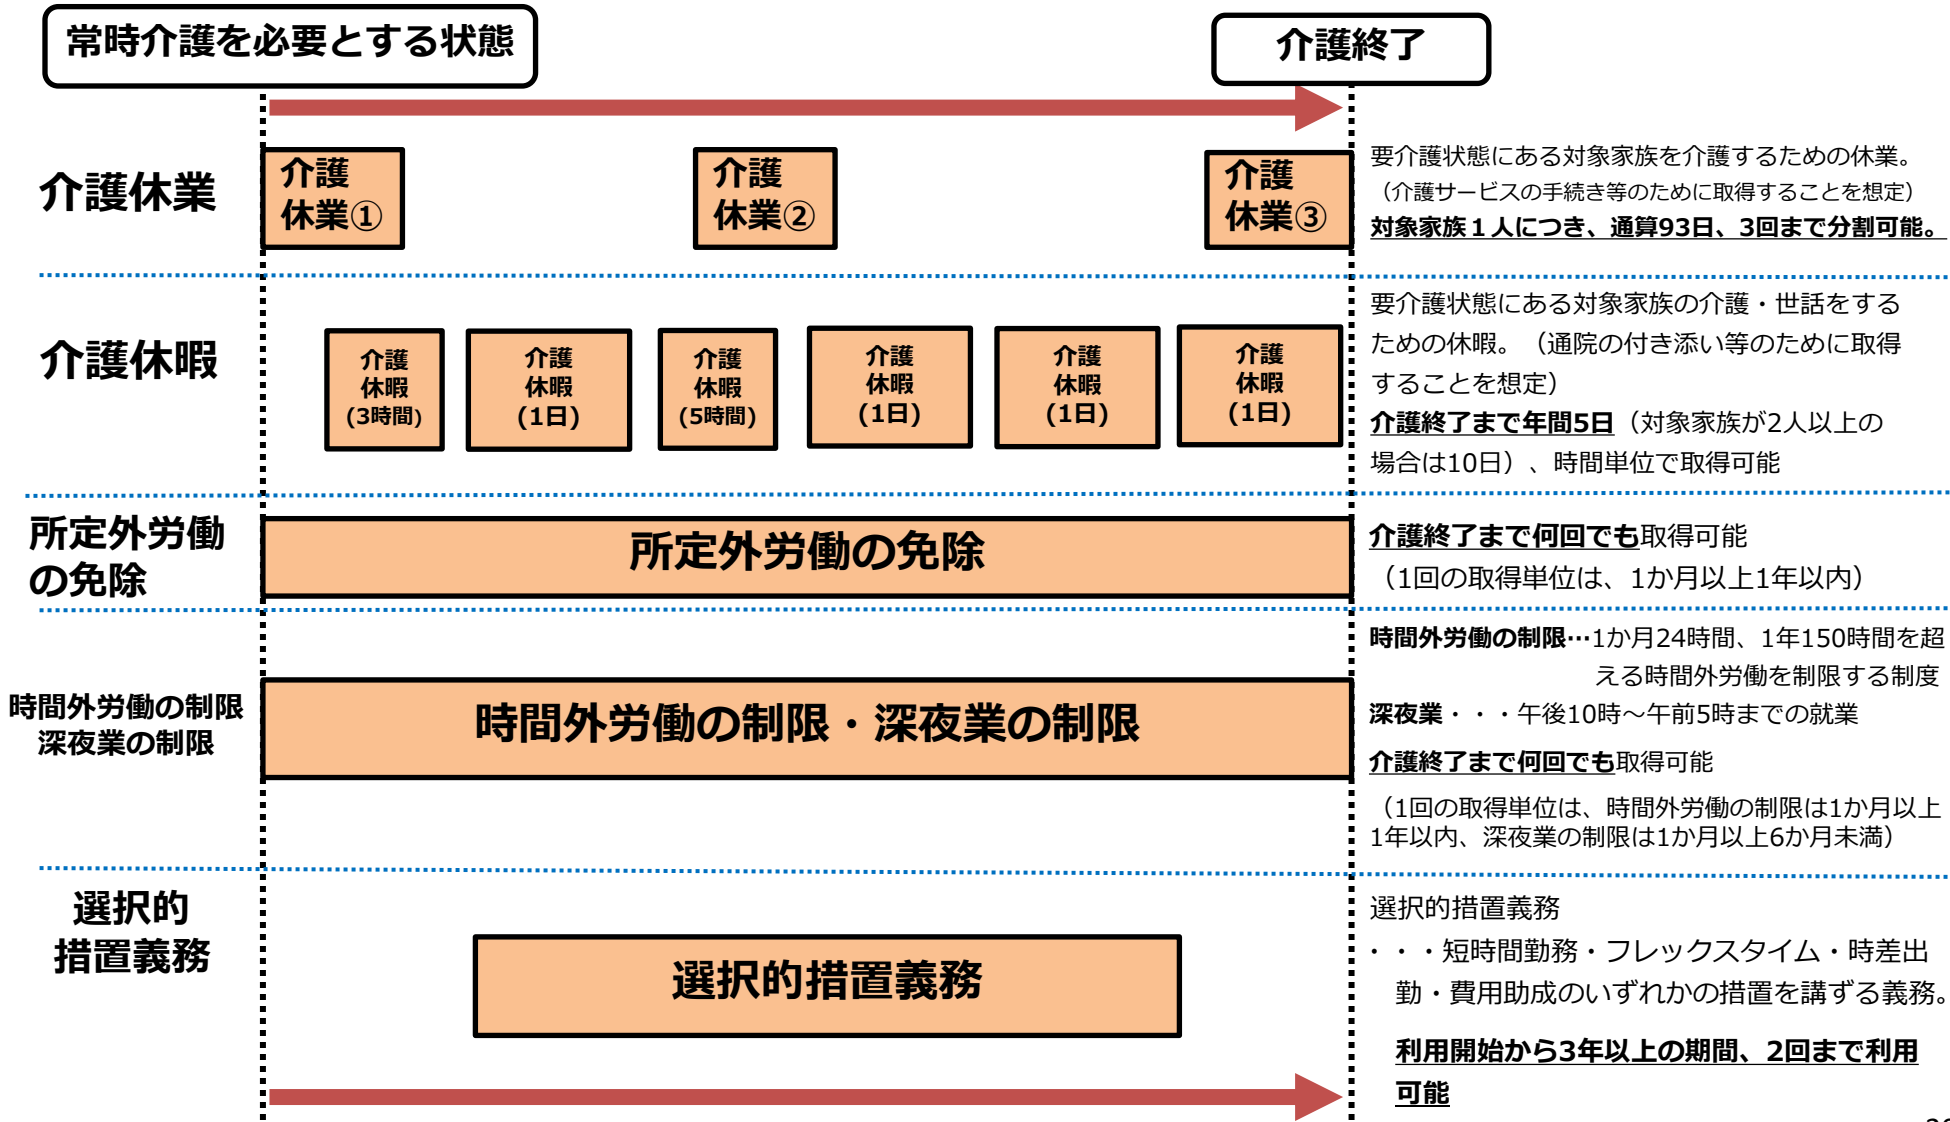 常時介護を必要とする状態
介護終了
介護休業
介護
休業①
介護
休業②
介護
休業③
要介護状態にある対象家族を介護するための休業。
（介護サービスの手続き等のために取得することを想定）
対象家族１人につき、通算93日、3回まで分割可能。
介護休暇
介護
休暇
(3時間)
介護
休暇
(1日)
介護
休暇
(5時間)
介護
休暇
(1日)
介護
休暇
(1日)
介護
休暇
(1日)
要介護状態にある対象家族の介護・世話をする
ための休暇。（通院の付き添い等のために取得
することを想定）
介護終了まで年間5日（対象家族が2人以上の
場合は10日）、時間単位で取得可能
所定外労働
の免除
所定外労働の免除
介護終了まで何回でも取得可能
（1回の取得単位は、1か月以上1年以内）
時間外労働の制限
深夜業の制限
時間外労働の制限・深夜業の制限
時間外労働の制限…1か月24時間、1年150時間を超
える時間外労働を制限する制度
深夜業・・・午後10時～午前5時までの就業
介護終了まで何回でも取得可能
（1回の取得単位は、時間外労働の制限は1か月以上
1年以内、深夜業の制限は1か月以上6か月未満）
選択的
措置義務
選択的措置義務
選択的措置義務
・・・短時間勤務・フレックスタイム・時差出
勤・費用助成のいずれかの措置を講ずる義務。
利用開始から3年以上の期間、2回まで利用
可能